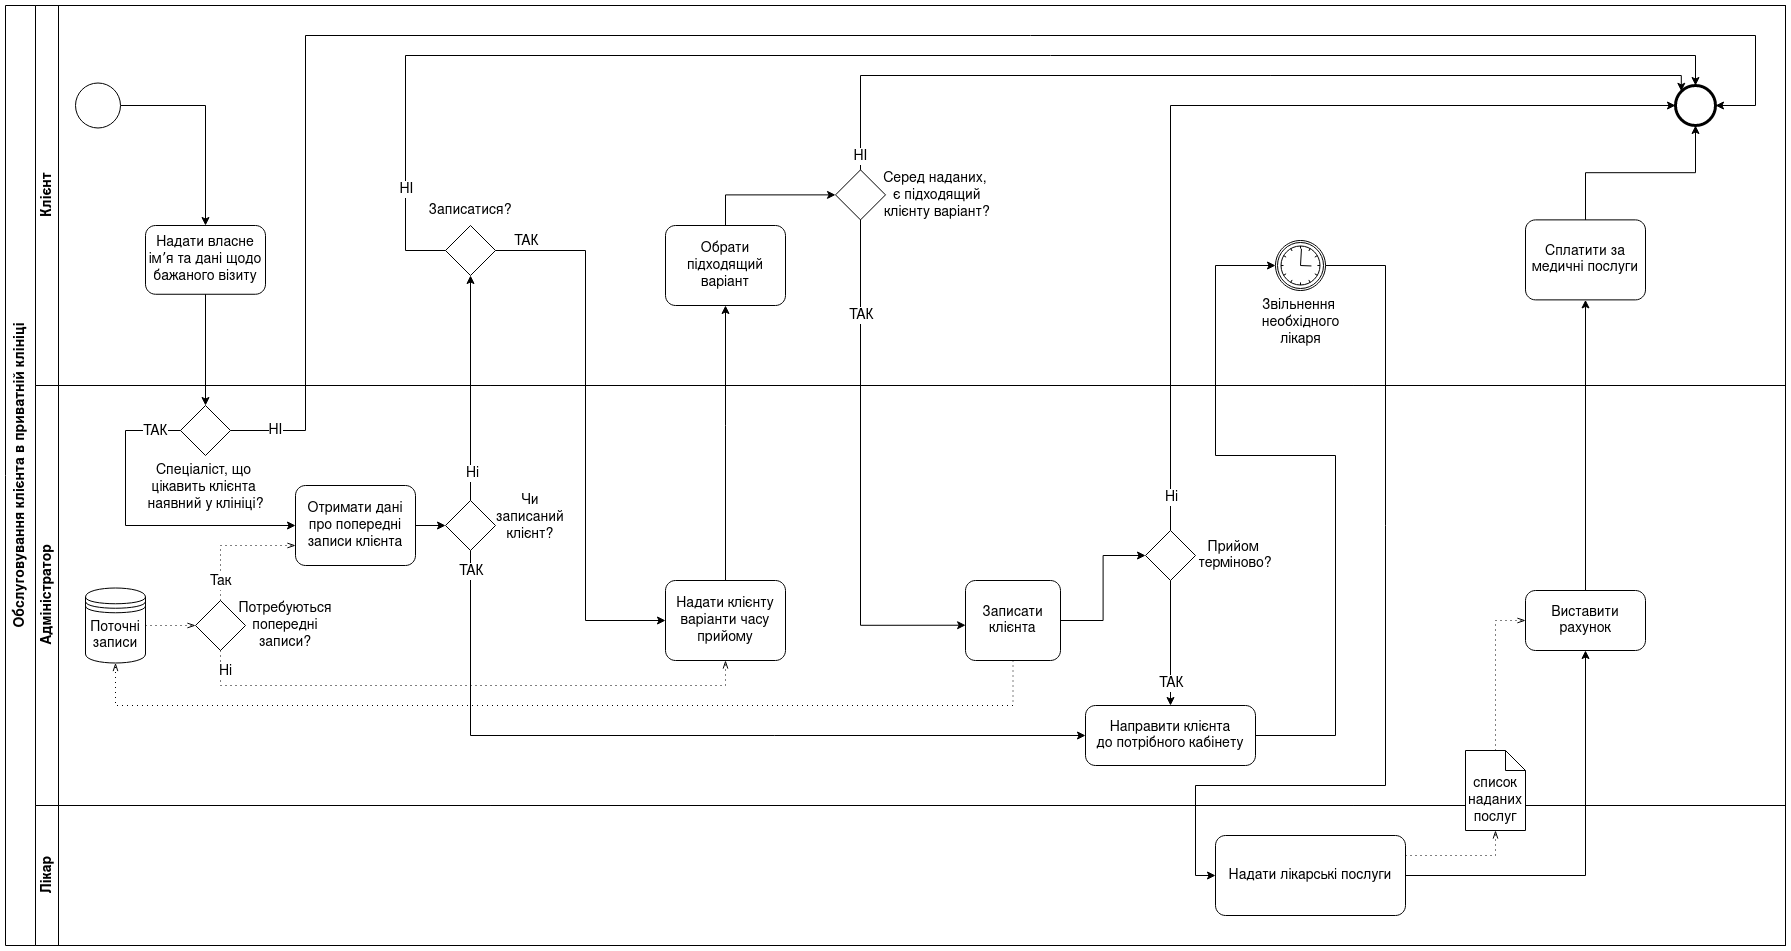 Обслуговування клієнта в приватній клініці
Клієнт
Надати власне
ім'я та дані щодо
бажаного візиту
НІ
Записатися?
ТАК
Обрати
підходящий
варіант
НІ
Серед наданих,
є підходящий
клієнту варіант?
ТАК
Звільнення
необхідного
лікаря
Сплатити за
медичні послуги
Адміністратор
ТАК
НІ
Спеціаліст, що
цікавить клієнта
наявний у клініці?
Отримати дані
про попередні
записи клієнта
Ні
Чи
записаний
клієнт?
ТАК
Поточні
записи
Так
Потребуються
попередні
записи?
Ні
Надати клієнту
варіанти часу
прийому
Записати
клієнта
Ні
Прийом
терміново?
ТАК
Направити клієнта
до потрібного кабінету
Виставити
рахунок
список
наданих
послуг
Лікар
Надати лікарські послуги